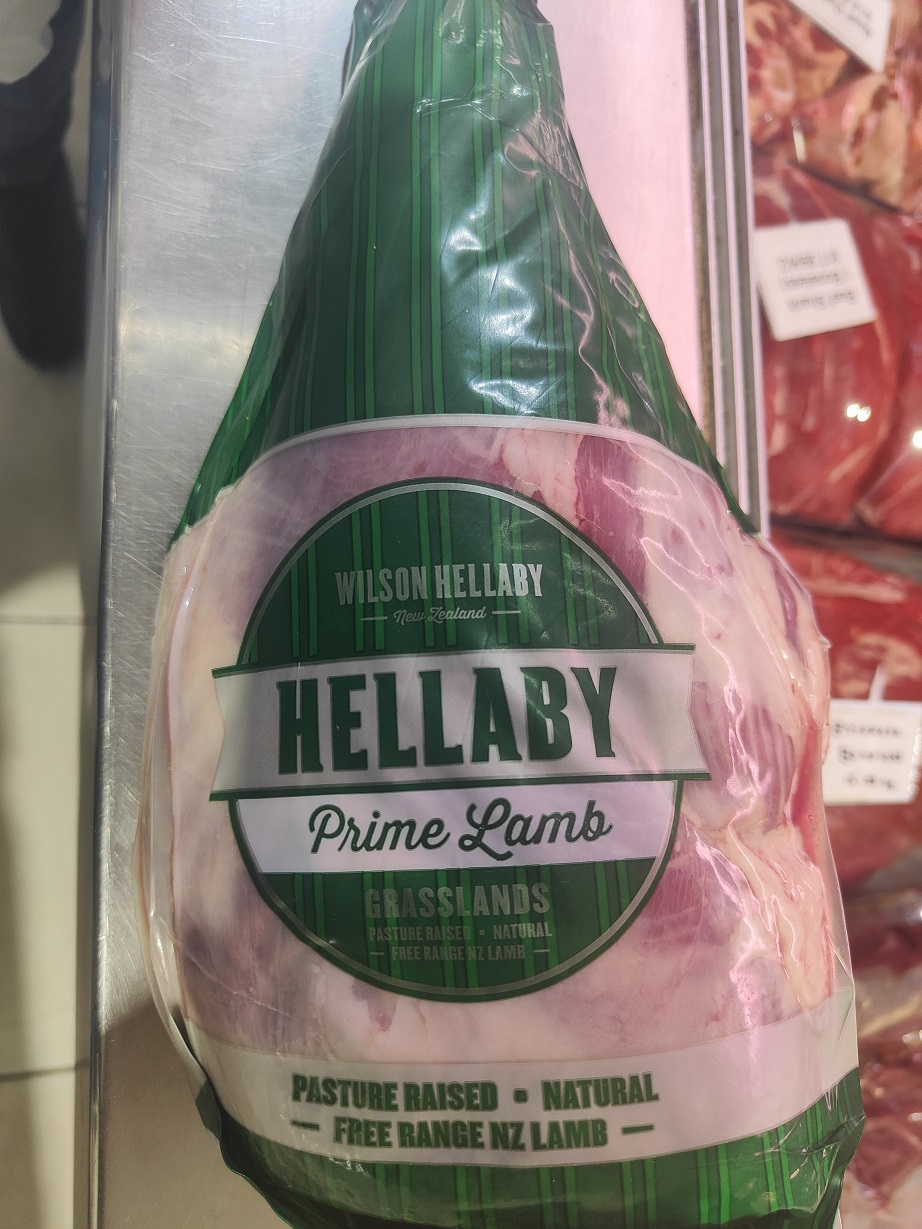 WILSON HELLABY
New Zealand
HELLABY
Prime Lamb
GRASSLANDS
PASTURE RAISED • NATURAL
— FREE RANGE NZ LAMB —
PASTURE RAISED • NATURAL
— FREE RANGE NZ LAMB —